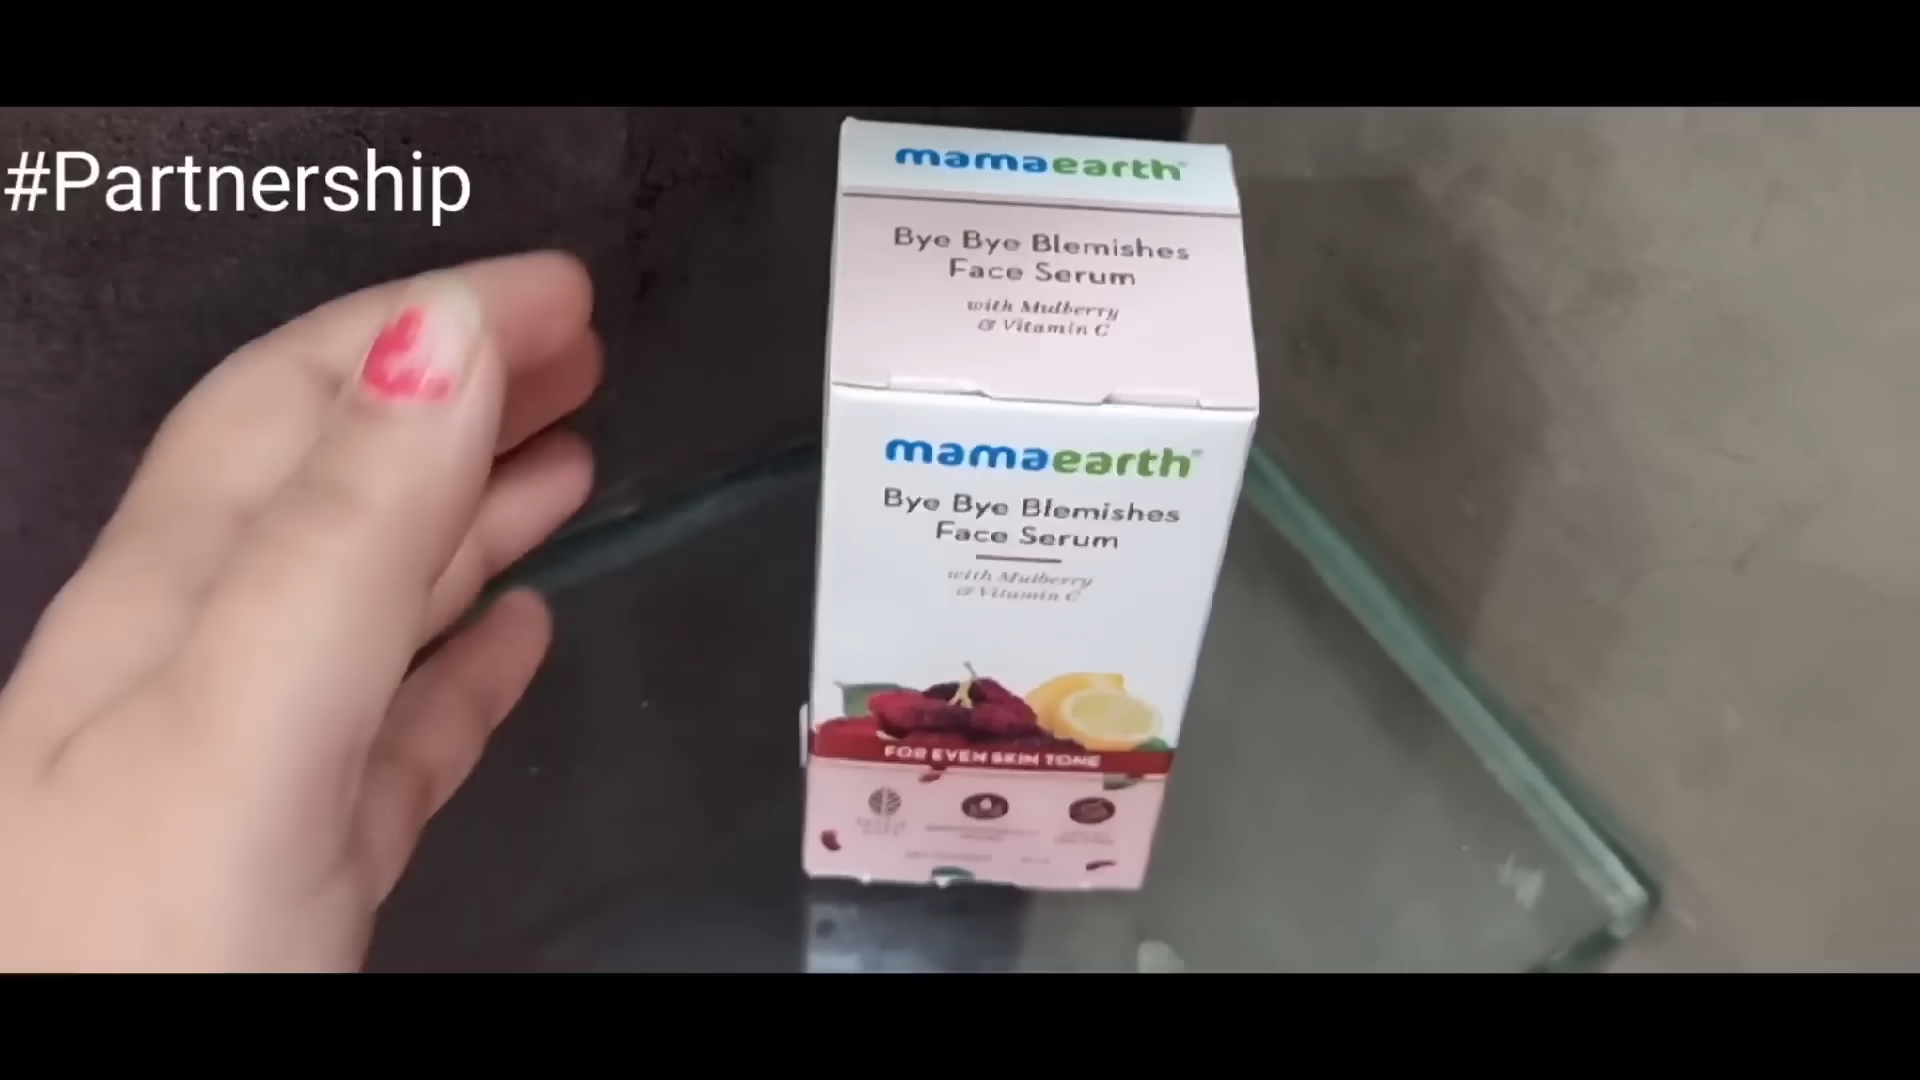 #Partnership
mamaearth
Bye Bye Blemishes
Face Serum
with Mulberry
& Vitamin C
mamaearth
Bye Bye Blemishes
Face Serum
with Mulberry
& Vitamin C
FOR EVEN SKIN TONE